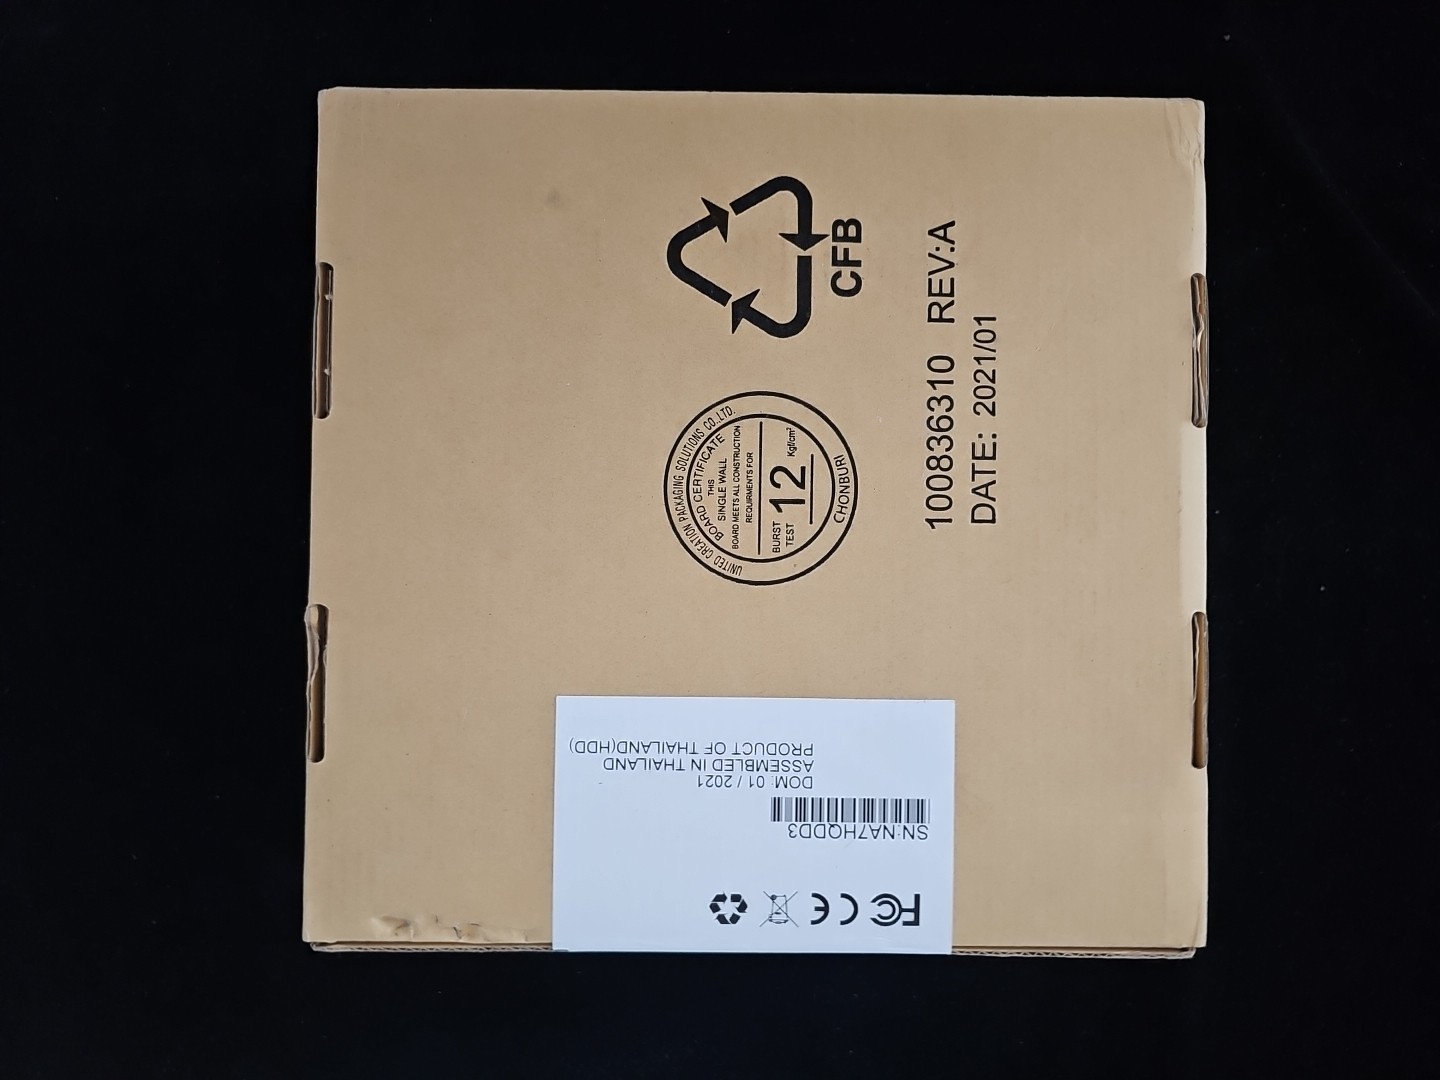 CFB
10083​6310 REV:A
DATE: 2021/01
UNITED CREATION PACKAGING SOLUTIONS CO.,LTD.
BOARD CERTIFICATE
THIS
SINGLE WALL
BOARD MEETS ALL CONSTRUCTION
REQUIRMENTS FOR
BURST
TEST
12
Kgf/cm²
CHONBURI
FC CE
SN:NA7HQDD3
DOM: 01 / 2021
ASSEMBLED IN THAILAND
PRODUCT OF THAILAND(HDD)